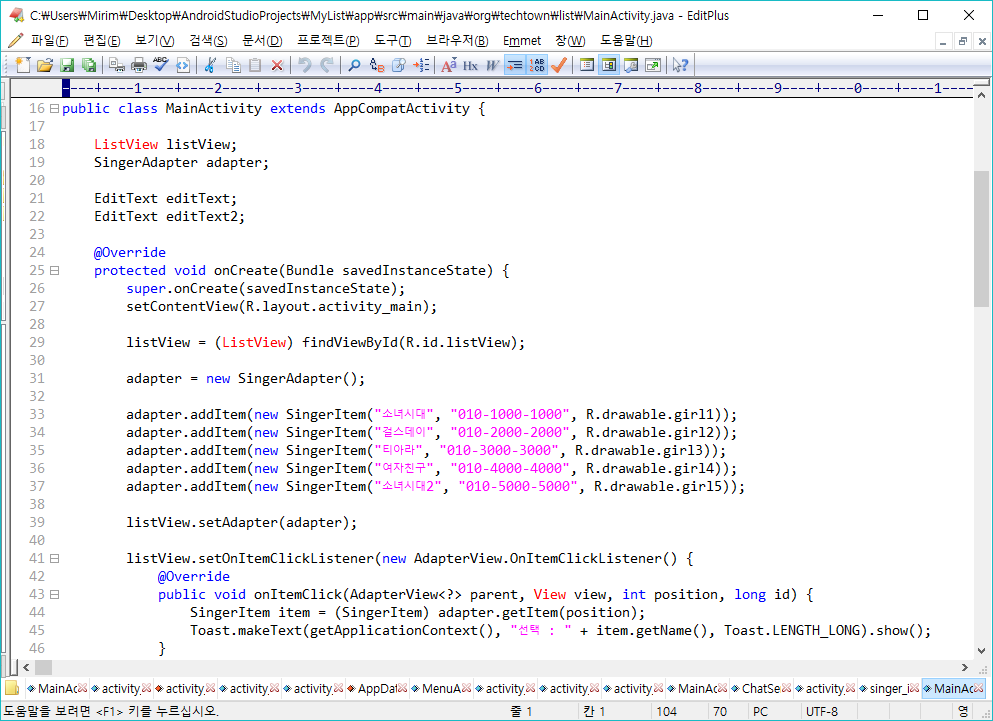 C:₩Users₩Mirim₩Desktop₩AndroidStudioProjects₩MyList₩app₩src₩main₩java₩org₩techtown₩list₩MainActivity.java - EditPlus
파일(F) 편집(E) 보기(V) 검색(S) 문서(D) 프로젝트(P) 도구(T) 브라우저(B) Emmet 창(W) 도움말(H)
----+----1----+----2----+----3----+----4----+----5----+----6----+----7----+----8----+----9----+----0----+----1----
16 public class MainActivity extends AppCompatActivity {
17
18 ListView listView;
19 SingerAdapter adapter;
20
21 EditText editText;
22 EditText editText2;
23
24 @Override
25 protected void onCreate(Bundle savedInstanceState) {
26 super.onCreate(savedInstanceState);
27 setContentView(R.layout.activity_main);
28
29 listView = (ListView) findViewById(R.id.listView);
30
31 adapter = new SingerAdapter();
32
33 adapter.addItem(new SingerItem("소녀시대", "010-1000-1000", R.drawable.girl1));
34 adapter.addItem(new SingerItem("걸스데이", "010-2000-2000", R.drawable.girl2));
35 adapter.addItem(new SingerItem("티아라", "010-3000-3000", R.drawable.girl3));
36 adapter.addItem(new SingerItem("여자친구", "010-4000-4000", R.drawable.girl4));
37 adapter.addItem(new SingerItem("소녀시대2", "010-5000-5000", R.drawable.girl5));
38
39 listView.setAdapter(adapter);
40
41 listView.setOnItemClickListener(new AdapterView.OnItemClickListener() {
42 @Override
43 public void onItemClick(AdapterView<?> parent, View view, int position, long id) {
44 SingerItem item = (SingerItem) adapter.getItem(position);
45 Toast.makeText(getApplicationContext(), "선택 : " + item.getName(), Toast.LENGTH_LONG).show();
46 }
MainAc activity. activity. activity. activity. AppDat MenuA activity. activity. activity. MainAc ChatSe activity. singer_i MainAc
도움말을 보려면 <F1> 키를 누르십시오. 줄 1 칸 1 104 70 PC UTF-8 영